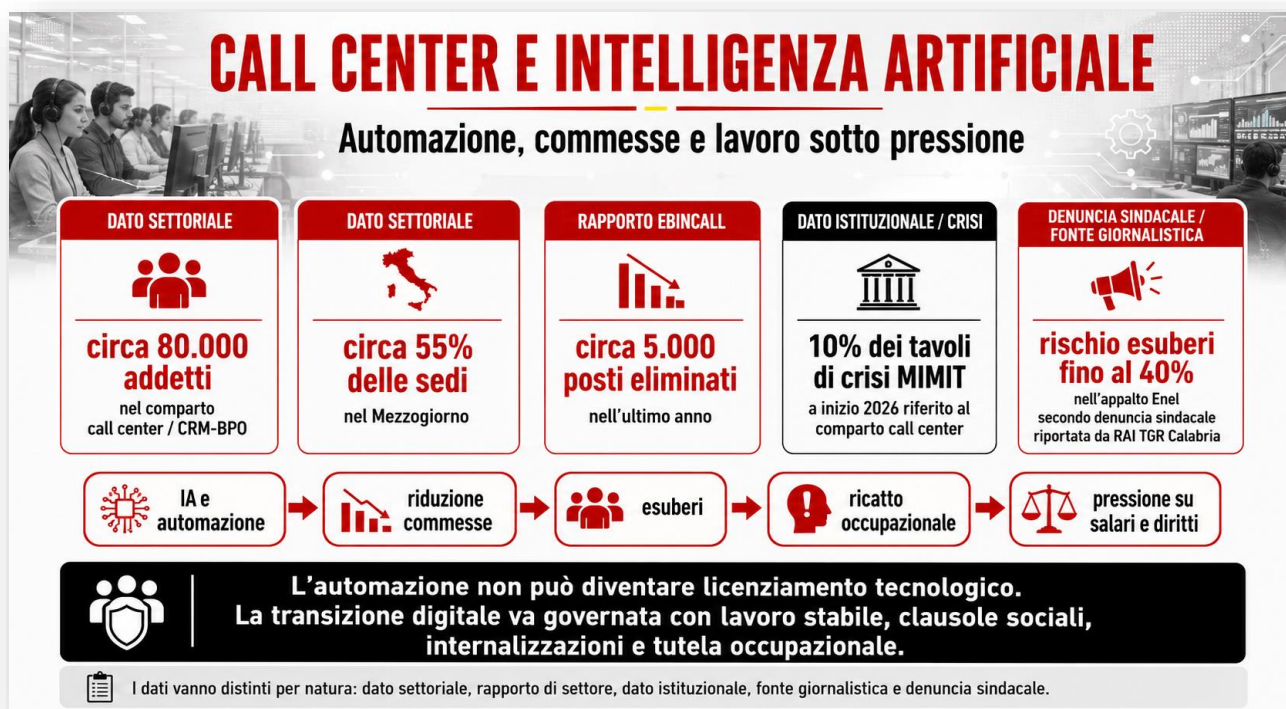 CALL CENTER E INTELLIGENZA ARTIFICIALE
Automazione, commesse e lavoro sotto pressione
DATO SETTORIALE
circa 80.000
addetti
nel comparto
call center / CRM-BPO
DATO SETTORIALE
circa 55%
delle sedi
nel Mezzogiorno
RAPPORTO EBINCALL
circa 5.000
posti eliminati
nell'ultimo anno
DATO ISTITUZIONALE / CRISI
10% dei tavoli
di crisi MIMIT
a inizio 2026 riferito al
comparto call center
DENUNCIA SINDACALE /
FONTE GIORNALISTICA
rischio esuberi
fino al 40%
nell'appalto Enel
secondo denuncia sindacale
riportata da RAI TGR Calabria
IA e
automazione
riduzione
commesse
esuberi
ricatto
occupazionale
pressione su
salari e diritti
L'automazione non può diventare licenziamento tecnologico.
La transizione digitale va governata con lavoro stabile, clausole sociali,
internalizzazioni e tutela occupazionale.
I dati vanno distinti per natura: dato settoriale, rapporto di settore, dato istituzionale, fonte giornalistica e denuncia sindacale.